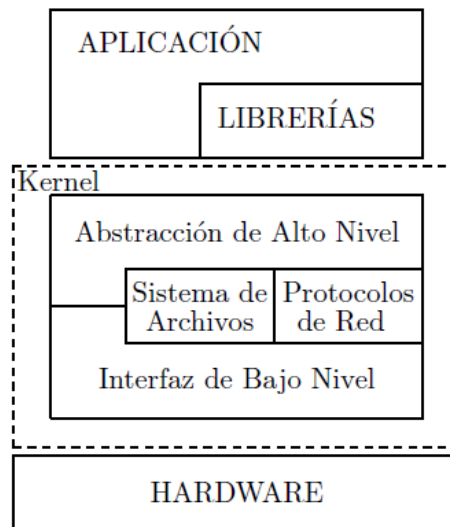 APLICACIÓN
LIBRERÍAS
Kernel
Abstracción de Alto Nivel
Sistema de
Archivos
Protocolos
de Red
Interfaz de Bajo Nivel
HARDWARE